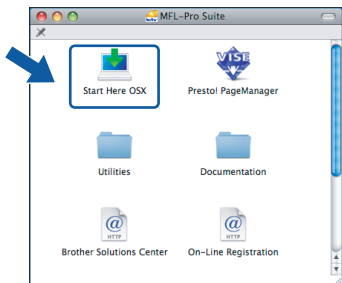 MFL-Pro Suite
VISE
Start Here OSX
Presto! PageManager
Utilities
Documentation
@
HTTP
@
HTTP
Brother Solutions Center
On-Line Registration